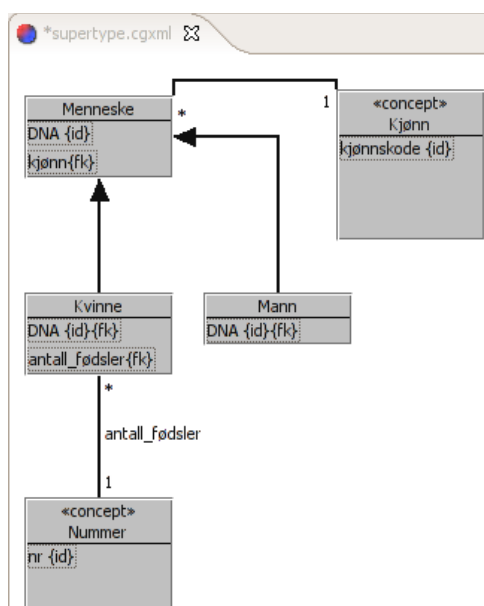 *supertype.cgxml
Menneske
DNA {id}
kjønn{fk}
*
1
«concept»
Kjønn
kjønnskode {id}
Kvinne
DNA {id}{fk}
antall_fødsler{fk}
Mann
DNA {id}{fk}
*
antall_fødsler
1
«concept»
Nummer
nr {id}